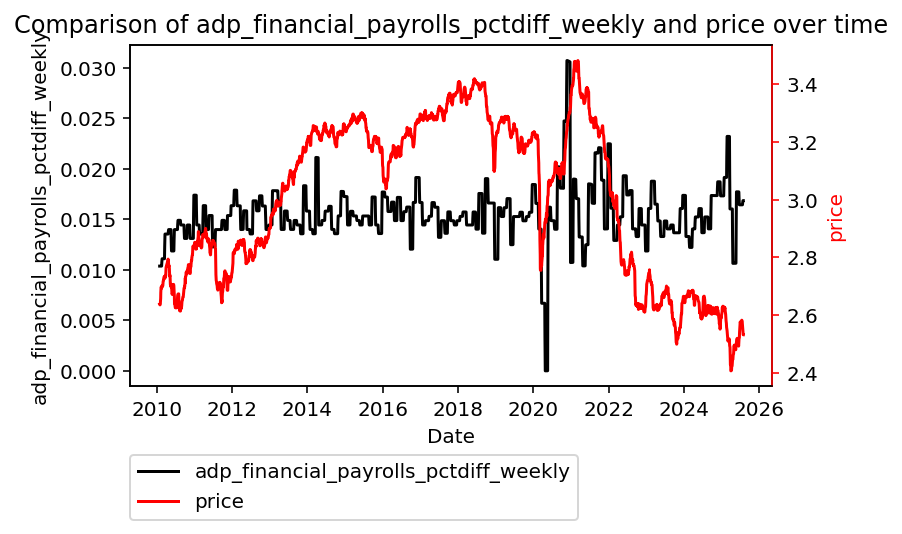 Comparison of adp_financial_payrolls_pctdiff_weekly and price over time
adp_financial_payrolls_pctdiff_weekly
0.030
0.025
0.020
0.015
0.010
0.005
0.000
3.4
3.2
3.0
2.8
2.6
2.4
price
2010 2012 2014 2016 2018 2020 2022 2024 2026
Date
adp_financial_payrolls_pctdiff_weekly
price